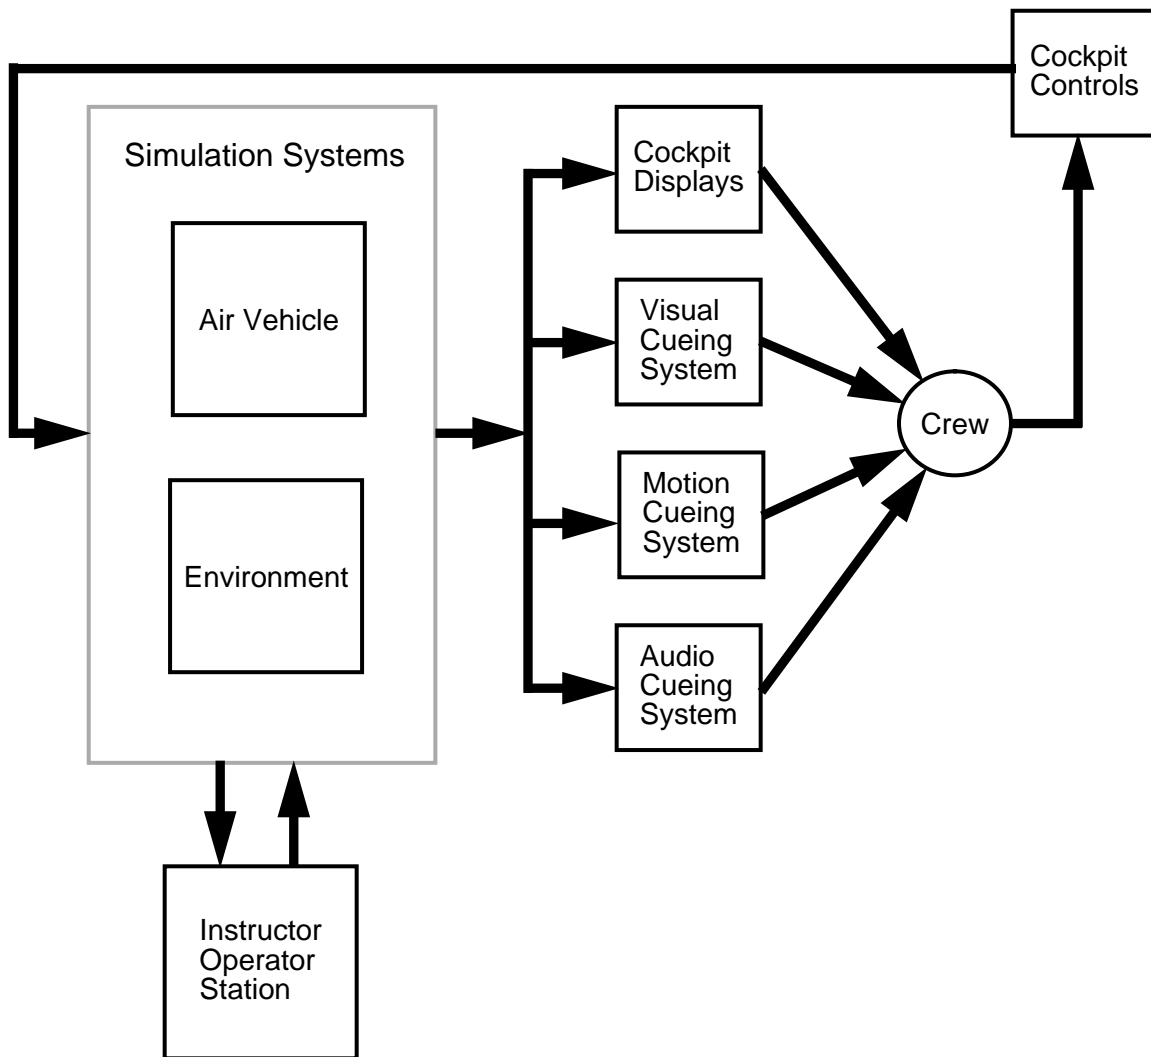 Cockpit
Controls
Simulation Systems
Cockpit
Displays
Air Vehicle
Visual
Cueing
System
Crew
Motion
Cueing
System
Environment
Audio
Cueing
System
Instructor
Operator
Station